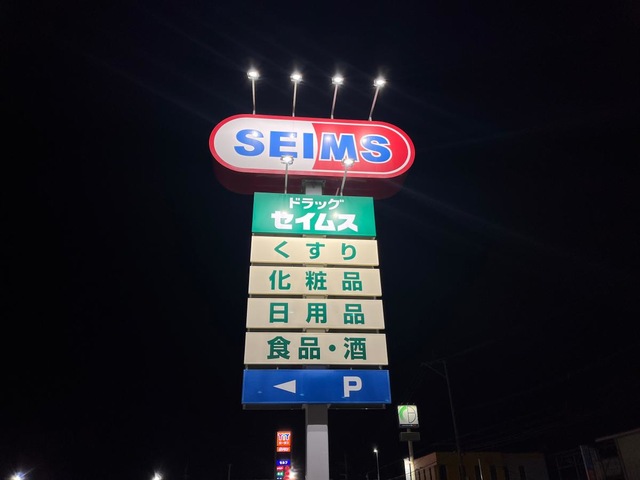 SEIMS
ドラッグ
セイムス
くすり
化粧品
日用品
食品・酒
P